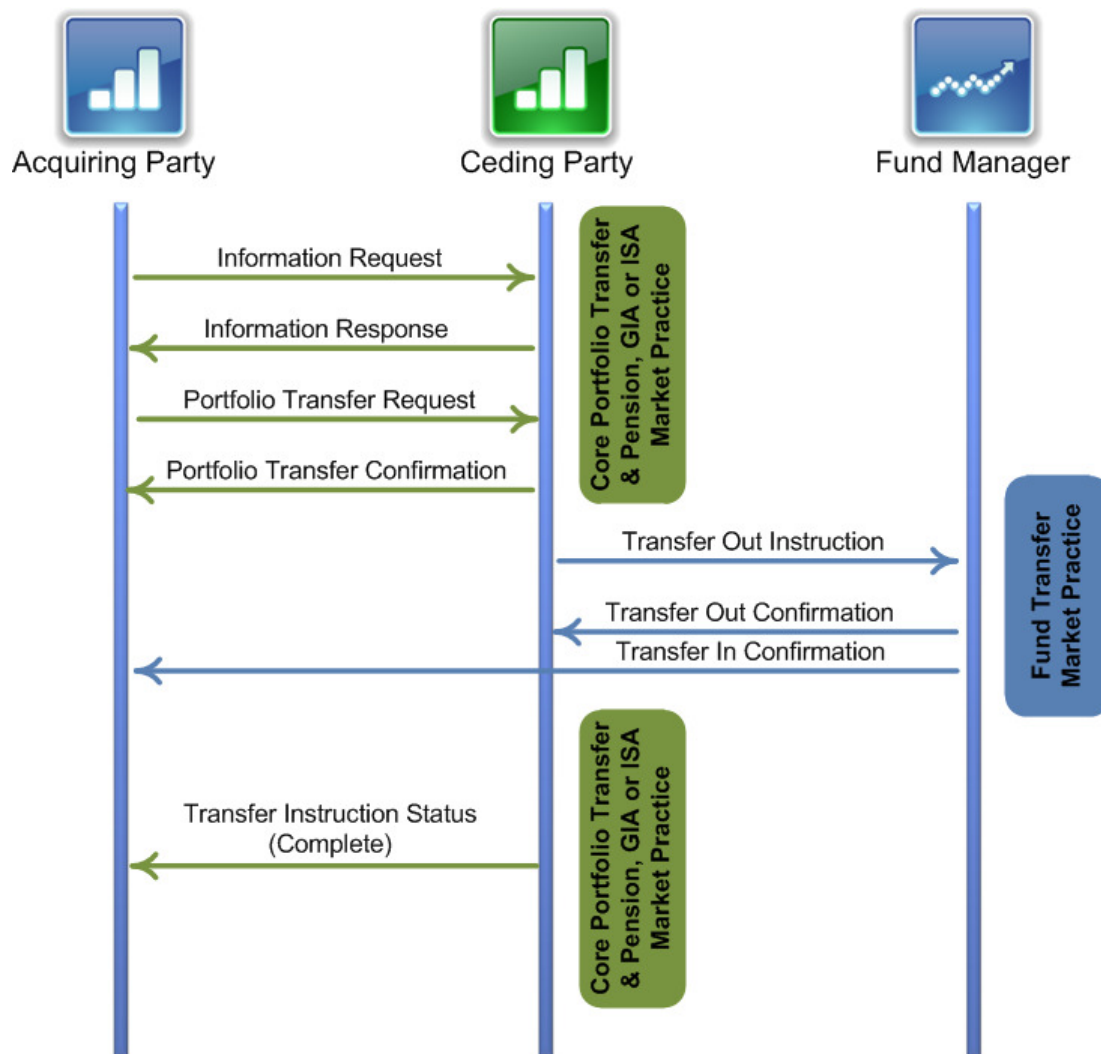 Acquiring Party
Ceding Party
Fund Manager
Information Request
Information Response
Portfolio Transfer Request
Portfolio Transfer Confirmation
Core Portfolio Transfer
& Pension, GIA or ISA
Market Practice
Transfer Out Instruction
Transfer Out Confirmation
Transfer In Confirmation
Fund Transfer
Market Practice
Transfer Instruction Status
(Complete)
Core Portfolio Transfer
& Pension, GIA or ISA
Market Practice